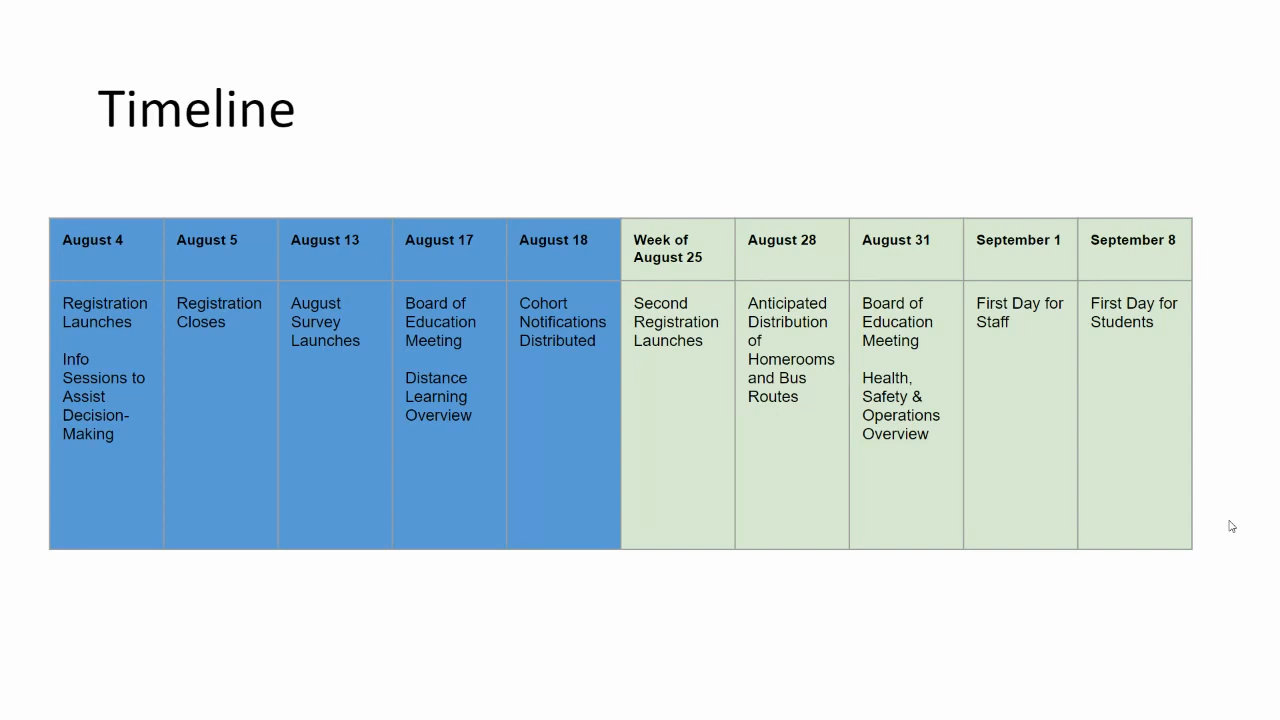 Timeline
August 4
August 5
August 13
August 17
August 18
Week of
August 25
August 28
August 31
September 1
September 8
Registration
Launches
Info
Sessions to
Assist
Decision-
Making
Registration
Closes
August
Survey
Launches
Board of
Education
Meeting
Distance
Learning
Overview
Cohort
Notifications
Distributed
Second
Registration
Launches
Anticipated
Distribution
of
Homerooms
and Bus
Routes
Board of
Education
Meeting
Health,
Safety &
Operations
Overview
First Day for
Staff
First Day for
Students